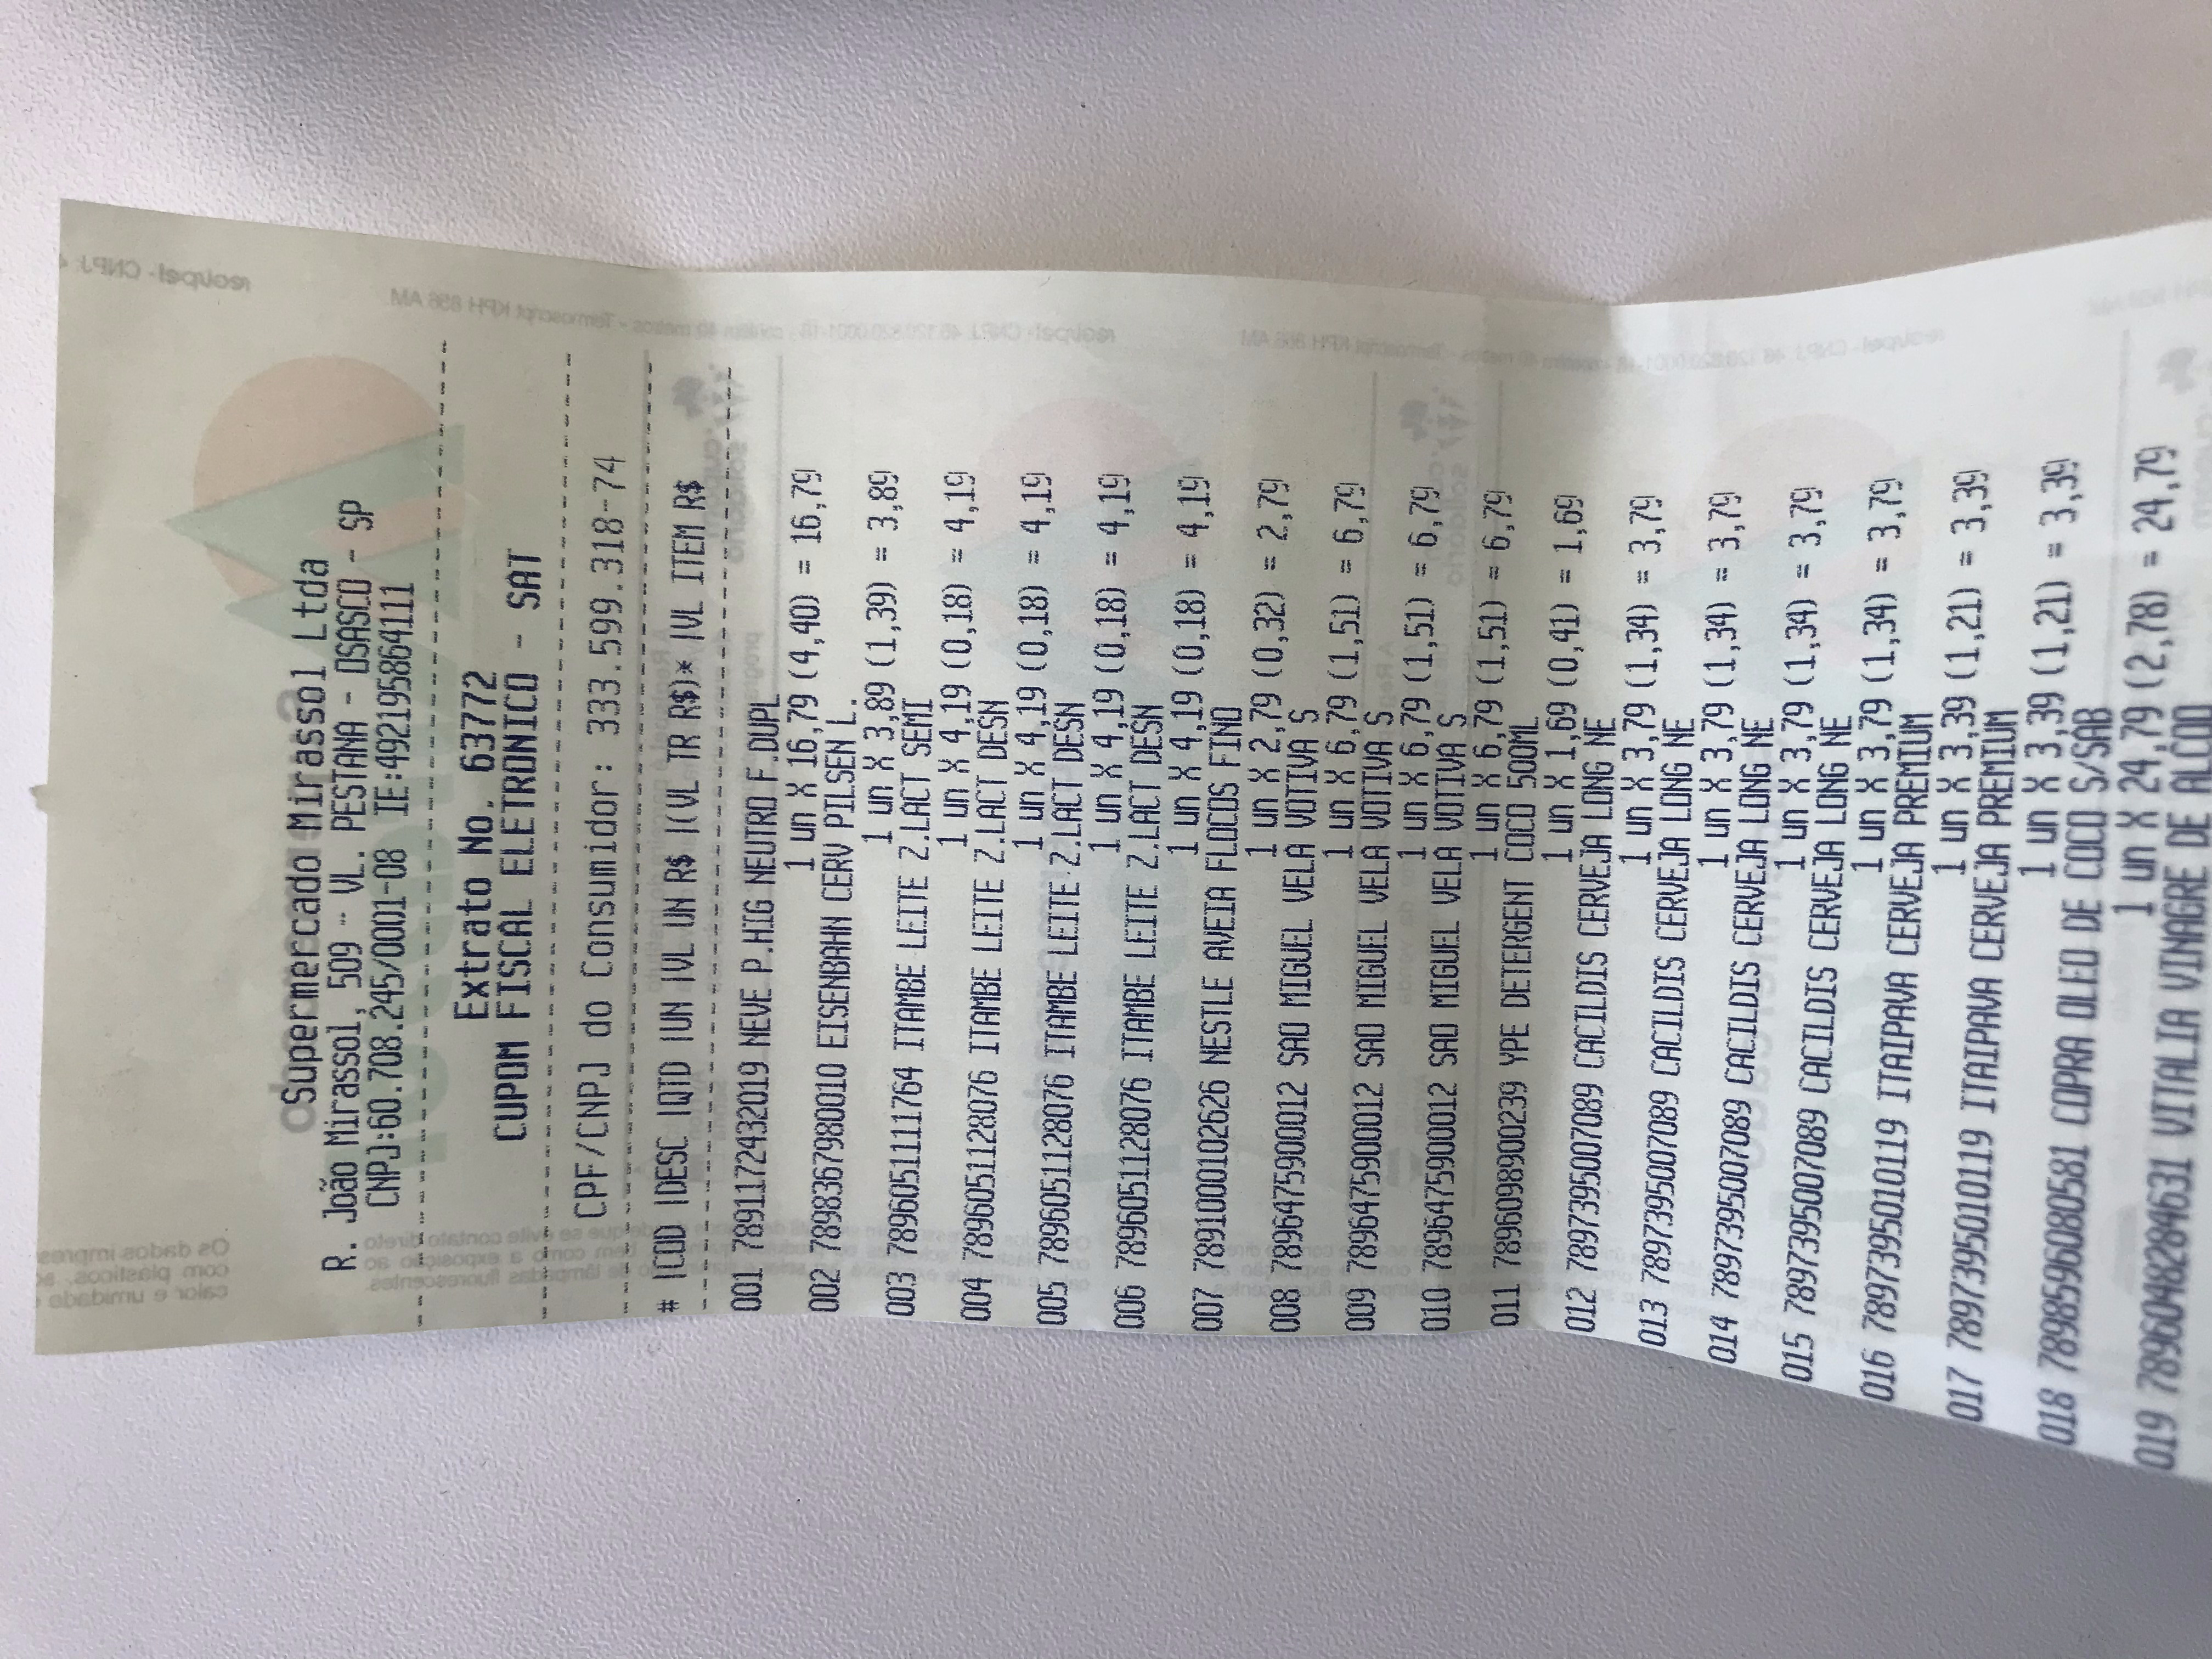 Supermercado Mirassol Ltda
R. João Mirassol, 509 - VL. PESTANA - OSASCO - SP
CNPJ:60.708.245/0001-08 IE:492195864111
Extrato No. 63772
CUPOM FISCAL ELETRONICO - SAT
CPF/CNPJ do Consumidor: 333.599.318-74
# |COD |DESC |QTD |UN |VL UN R$ |(VL TR R$)* |VL ITEM R$
001 7891172432019 NEVE P.HIG NEUTRO F.DUPL
1 un X 16,79 (4,40) = 16,79
002 7898367980010 EISENBAHN CERV PILSEN L.
1 un X 3,89 (1,39) = 3,89
003 7896051111764 ITAMBE LEITE Z.LACT SEMI
1 un X 4,19 (0,18) = 4,19
004 7896051128076 ITAMBE LEITE Z.LACT DESN
1 un X 4,19 (0,18) = 4,19
005 7896051128076 ITAMBE LEITE Z.LACT DESN
1 un X 4,19 (0,18) = 4,19
006 7896051128076 ITAMBE LEITE Z.LACT DESN
1 un X 4,19 (0,18) = 4,19
007 7891000102626 NESTLE AVEIA FLOCOS FINO
1 un X 2,79 (0,32) = 2,79
008 7896475900012 SAO MIGUEL VELA VOTIVA S
1 un X 6,79 (1,51) = 6,79
009 7896475900012 SAO MIGUEL VELA VOTIVA S
1 un X 6,79 (1,51) = 6,79
010 7896475900012 SAO MIGUEL VELA VOTIVA S
1 un X 6,79 (1,51) = 6,79
011 7896098900239 YPE DETERGENT COCO 500ML
1 un X 1,69 (0,41) = 1,69
012 7897395007089 CACILDIS CERVEJA LONG NE
1 un X 3,79 (1,34) = 3,79
013 7897395007089 CACILDIS CERVEJA LONG NE
1 un X 3,79 (1,34) = 3,79
014 7897395007089 CACILDIS CERVEJA LONG NE
1 un X 3,79 (1,34) = 3,79
015 7897395007089 CACILDIS CERVEJA LONG NE
1 un X 3,79 (1,34) = 3,79
016 7897395010119 ITAIPAVA CERVEJA PREMIUM
1 un X 3,39 (1,21) = 3,39
017 7897395010119 ITAIPAVA CERVEJA PREMIUM
1 un X 3,39 (1,21) = 3,39
018 7898596080581 COPRA OLEO DE COCO S/SAB
1 un X 24,79 (2,78) = 24,79
019 7896048284631 VITALIA VINAGRE DE ALCOO